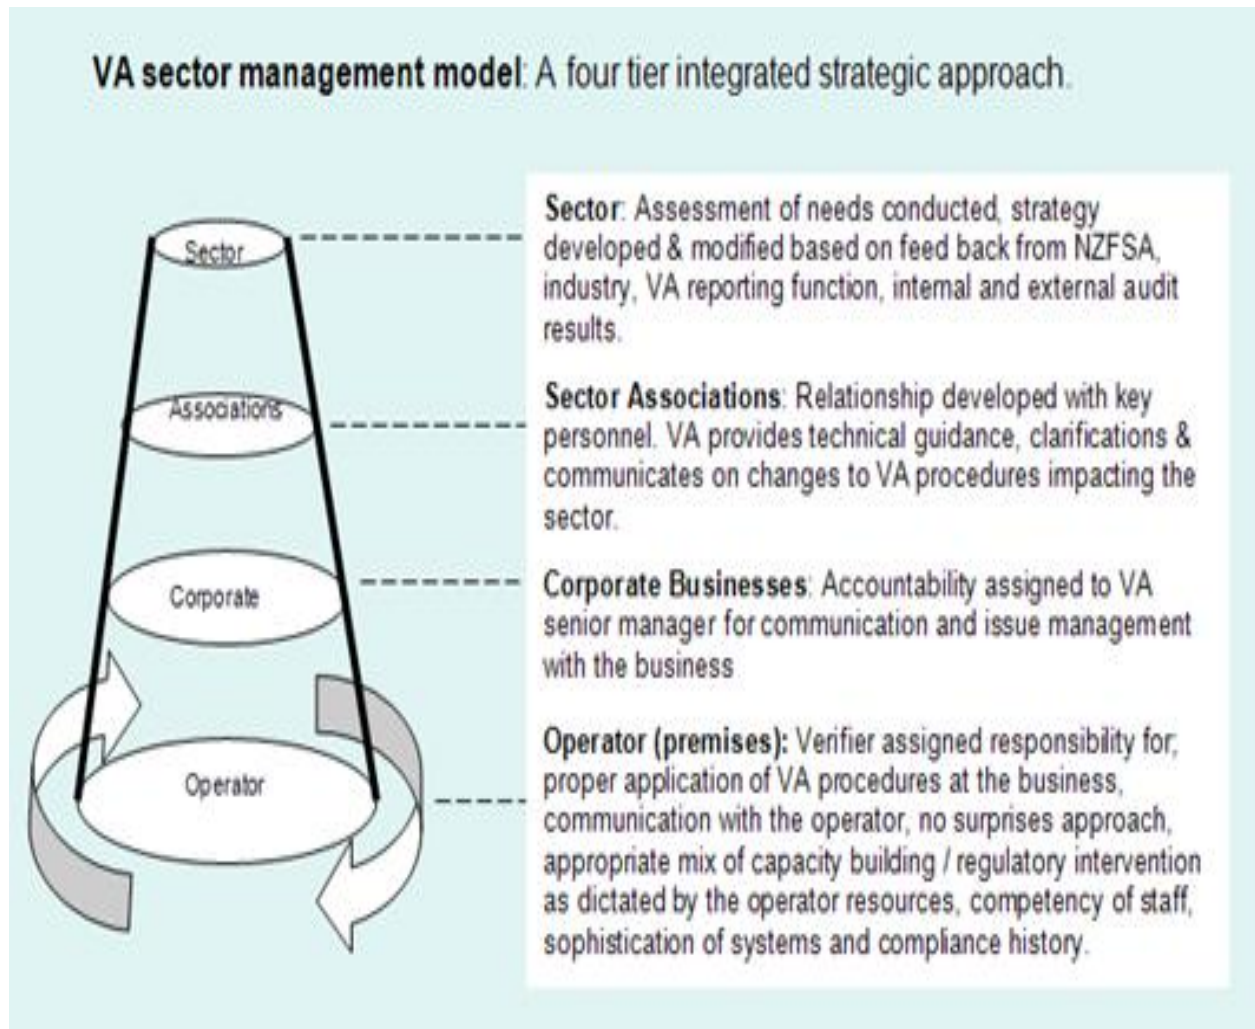 VA sector management model: A four tier integrated strategic approach.
Sector
Associations
Corporate
Operator
Sector: Assessment of needs conducted, strategy
developed & modified based on feed back from NZFSA,
industry, VA reporting function, internal and external audit
results.
Sector Associations: Relationship developed with key
personnel. VA provides technical guidance, clarifications &
communicates on changes to VA procedures impacting the
sector.
Corporate Businesses: Accountability assigned to VA
senior manager for communication and issue management
with the business
Operator (premises): Verifier assigned responsibility for;
proper application of VA procedures at the business,
communication with the operator, no surprises approach,
appropriate mix of capacity building / regulatory intervention
as dictated by the operator resources, competency of staff,
sophistication of systems and compliance history.